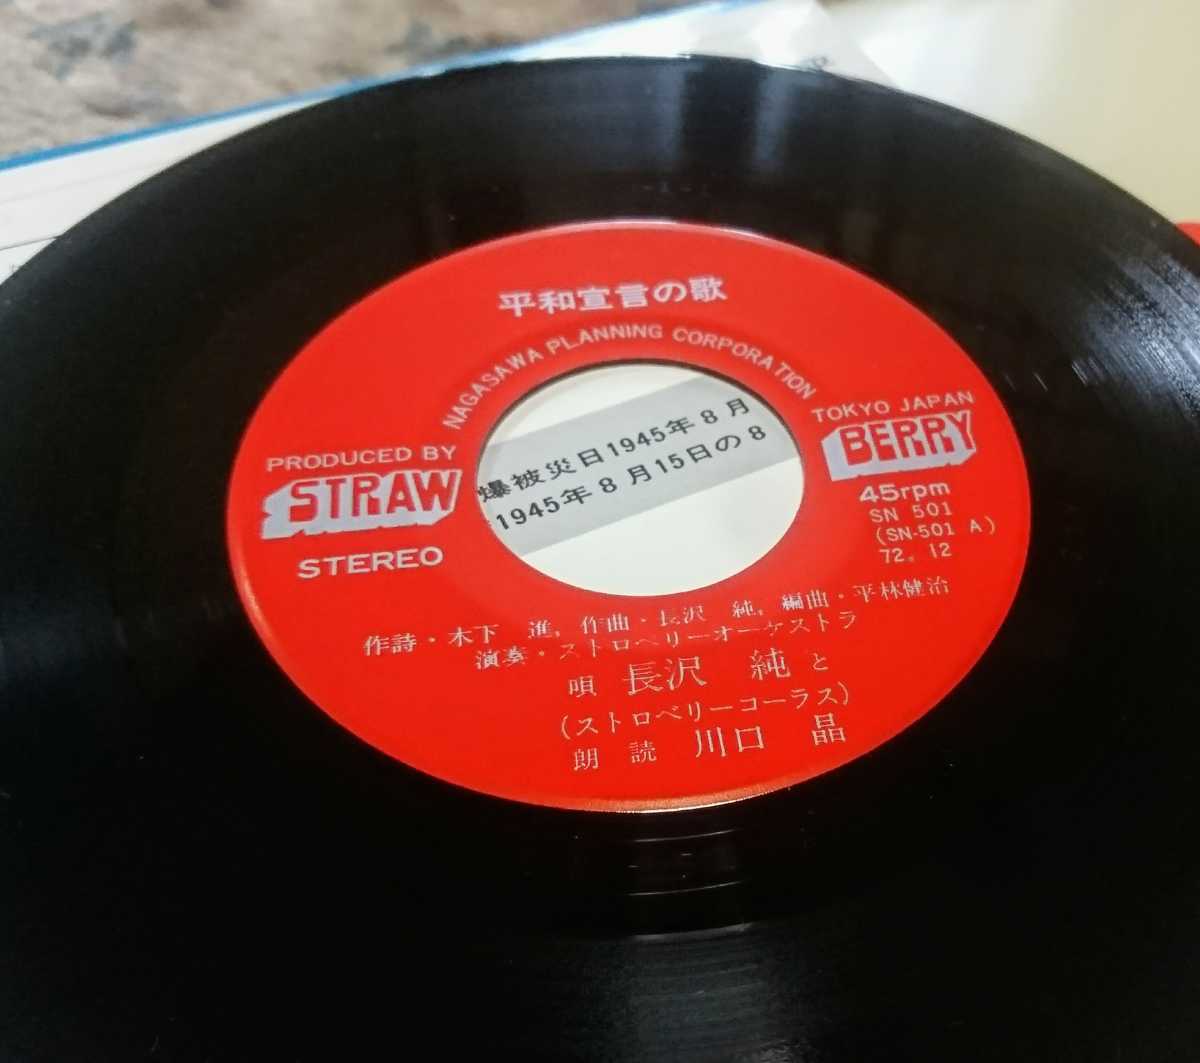 平和宣言の歌
NAGASAWA PLANNING CORPORATION
PRODUCED BY
STRAW
STEREO
TOKYO JAPAN
BERRY
45rpm
SN 501
(SN-501 A)
72. 12
爆被災日1945年8月
1945年8月15日の8
作詩・木下 進. 作曲・長沢 純. 編曲・平林健治
演奏・ストロベリーオーケストラ
唄 長沢 純と
(ストロベリーコーラス)
朗 読 川口 晶